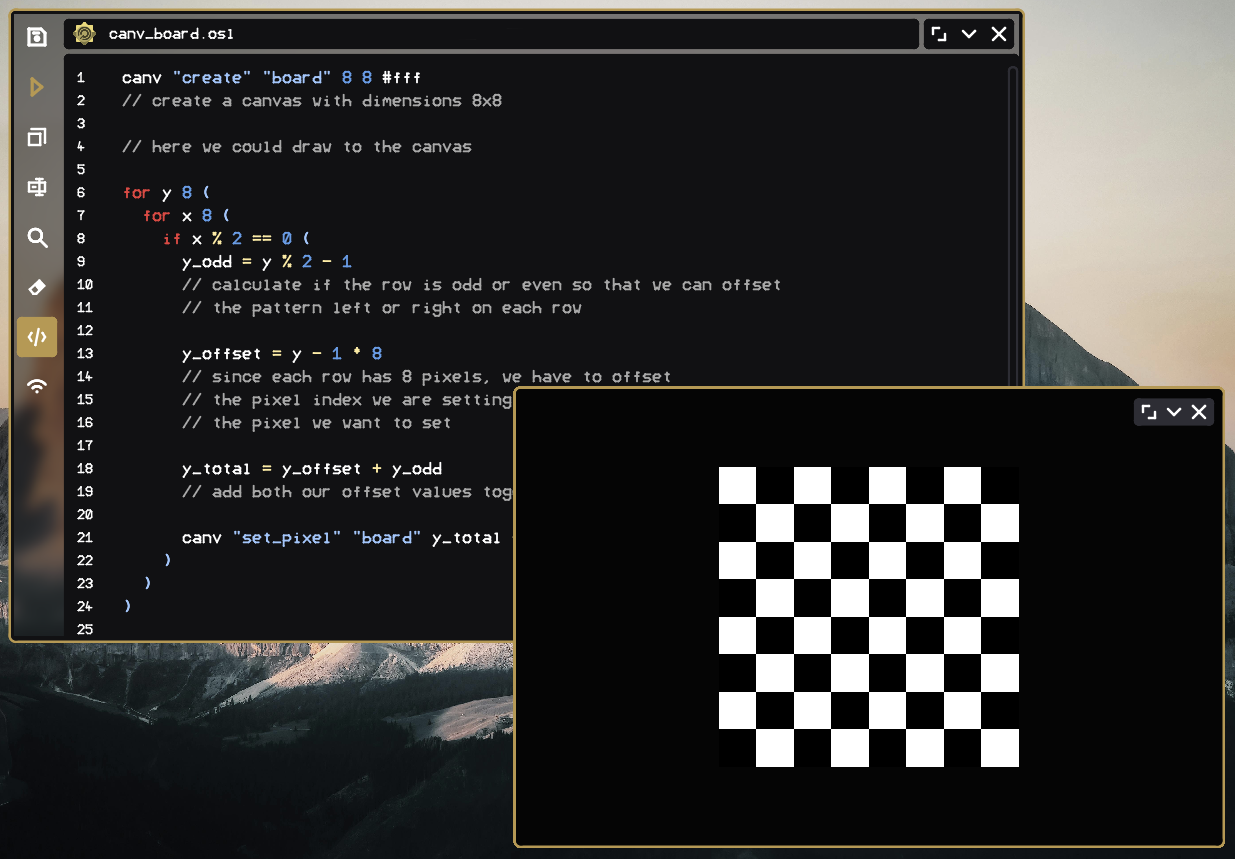 canv_board.osl
1 canv "create" "board" 8 8 #fff
2 // create a canvas with dimensions 8x8
3
4 // here we could draw to the canvas
5
6 for y 8 (
7 for x 8 (
8 if x % 2 == 0 (
9 y_odd = y % 2 - 1
10 // calculate if the row is odd or even so that we can offset
11 // the pattern left or right on each row
12
13 y_offset = y - 1 * 8
14 // since each row has 8 pixels, we have to offset
15 // the pixel index we are setting
16 // the pixel we want to set
17
18 y_total = y_offset + y_odd
19 // add both our offset values
20
21 canv "set_pixel" "board" y_total
22 )
23 )
24 )
25